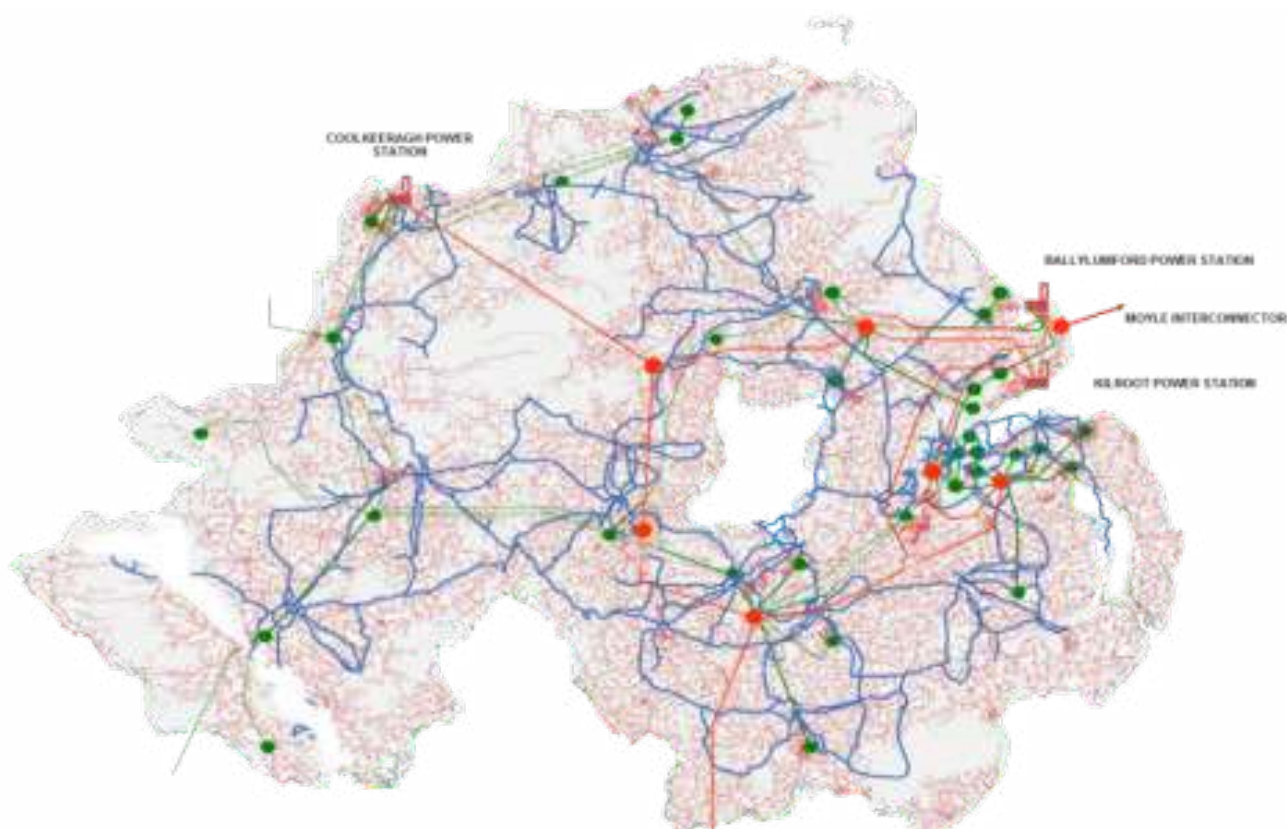 COOLKEERAGH POWER
STATION
BALLYLUMFORD POWER STATION
MOYLE INTERCONNECTOR
KILROOT POWER STATION